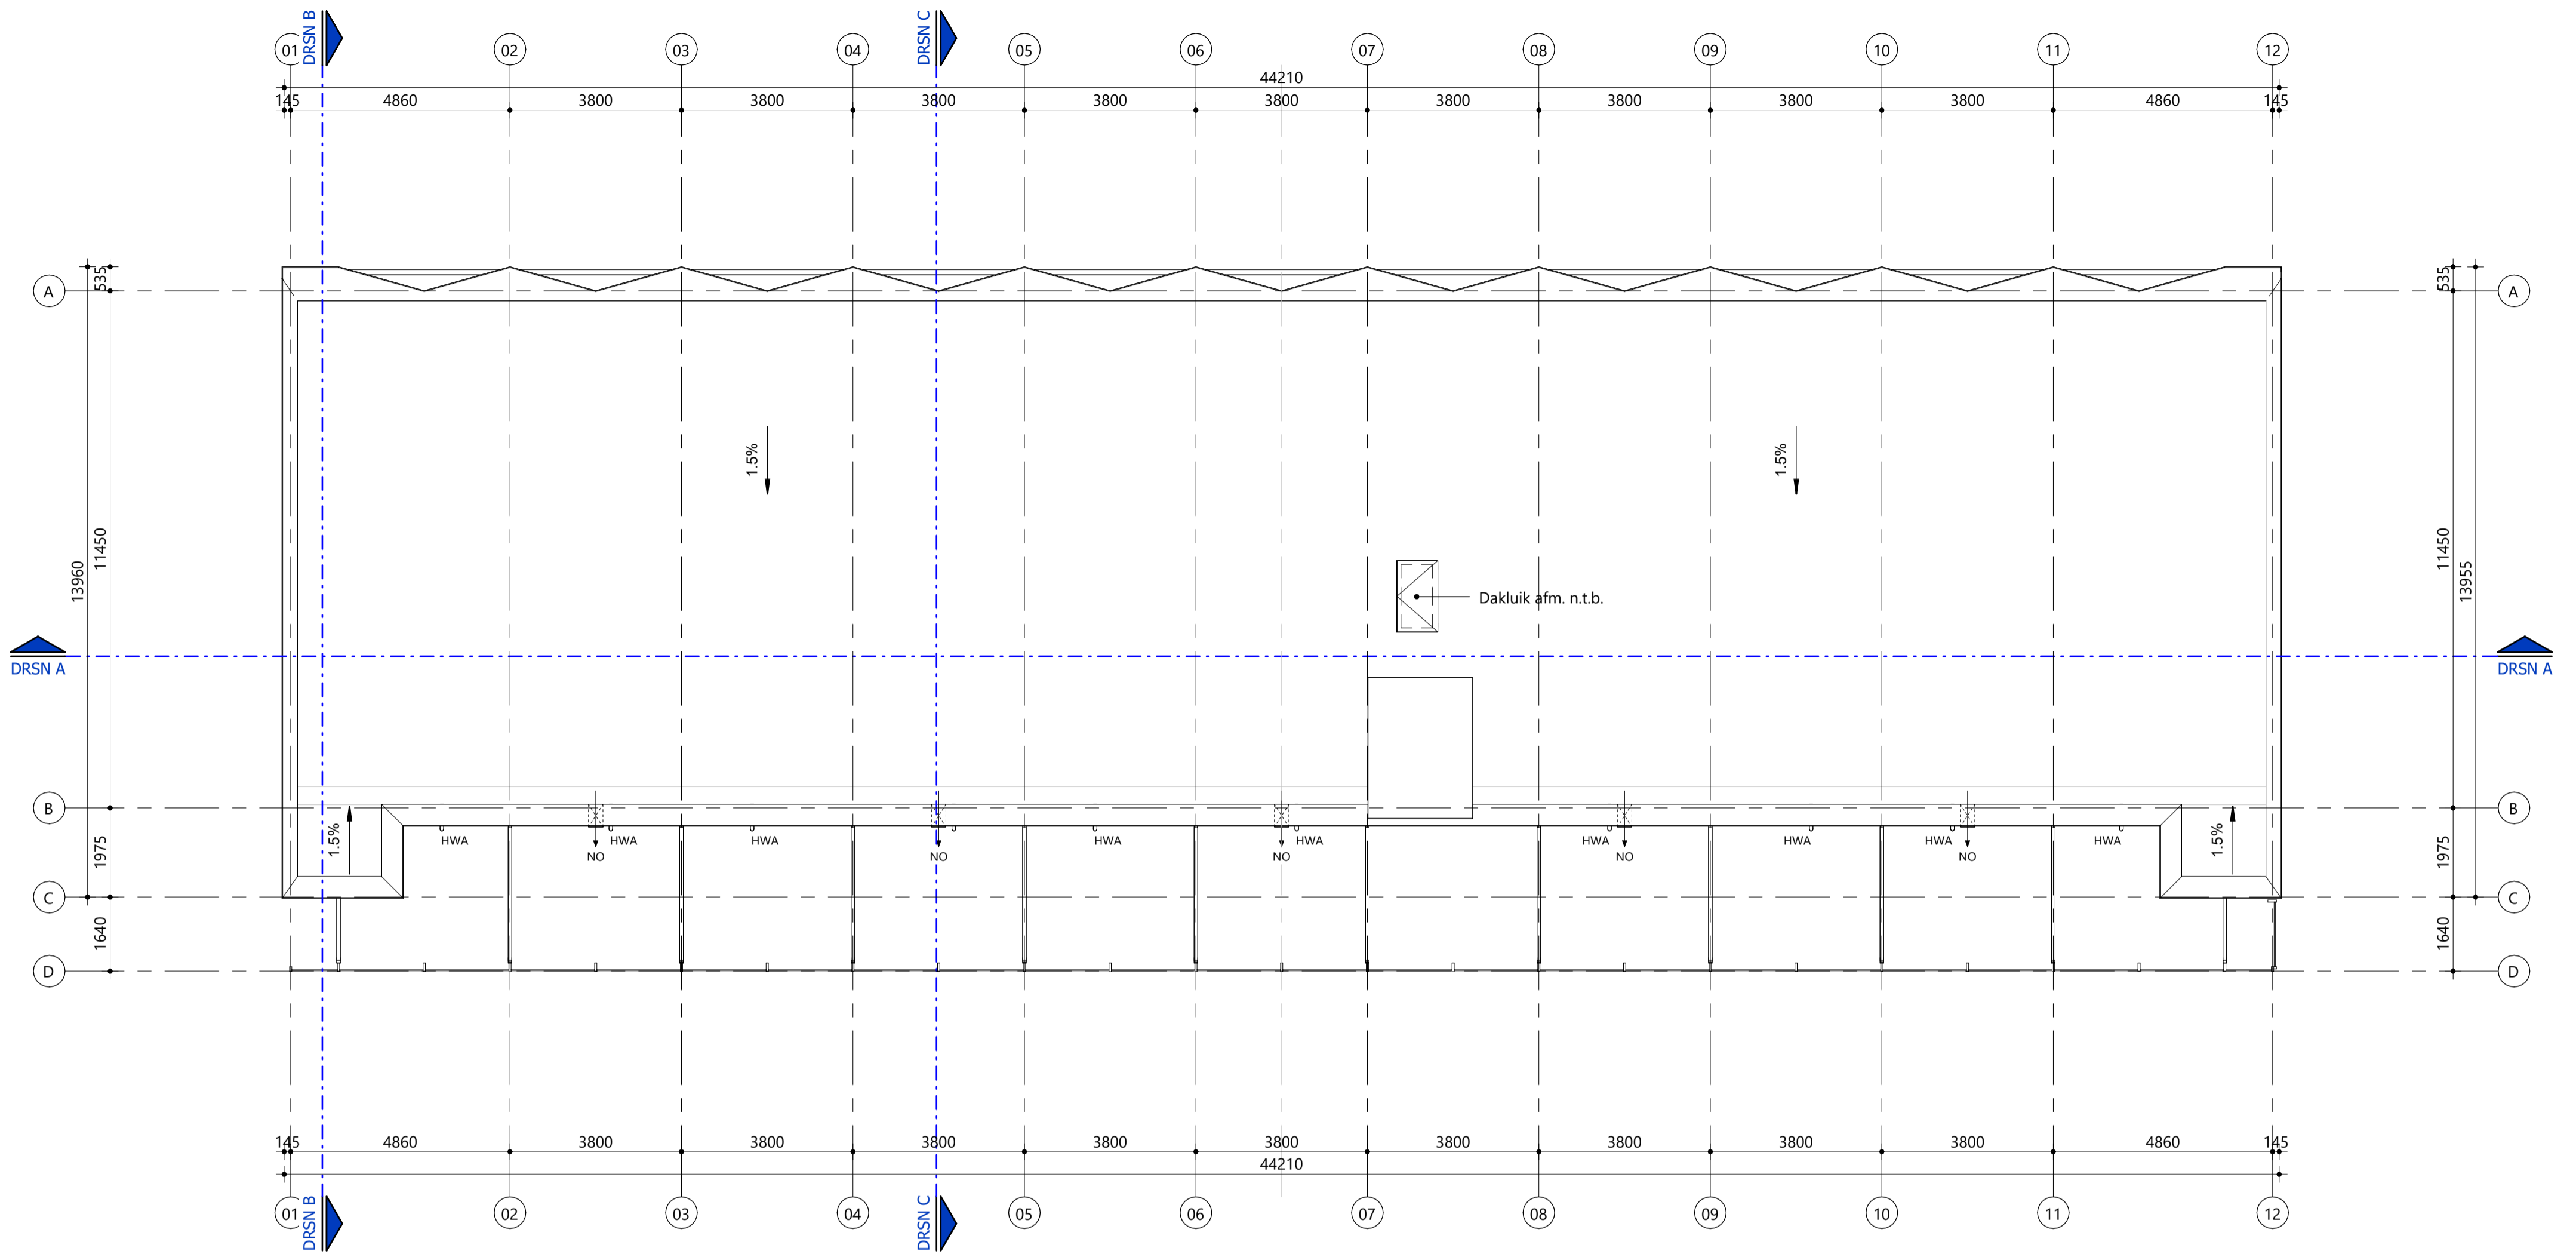 DRSN B
DRSN C
01 02 03 04 05 06 07 08 09 10 11 12
44210
145 4860 3800 3800 3800 3800 3800 3800 3800 3800 3800 4860 145
535 535
A A
1.5% 1.5%
11450 11450
13960 13955
Dakluik afm. n.t.b.
DRSN A DRSN A
B B
1.5% 1.5%
HWA HWA HWA HWA HWA HWA HWA HWA HWA
NO NO NO NO NO
1975 1975
C C
1640 1640
D D
145 4860 3800 3800 3800 3800 3800 3800 3800 3800 3800 4860 145
44210
01 02 03 04 05 06 07 08 09 10 11 12
DRSN B
DRSN C